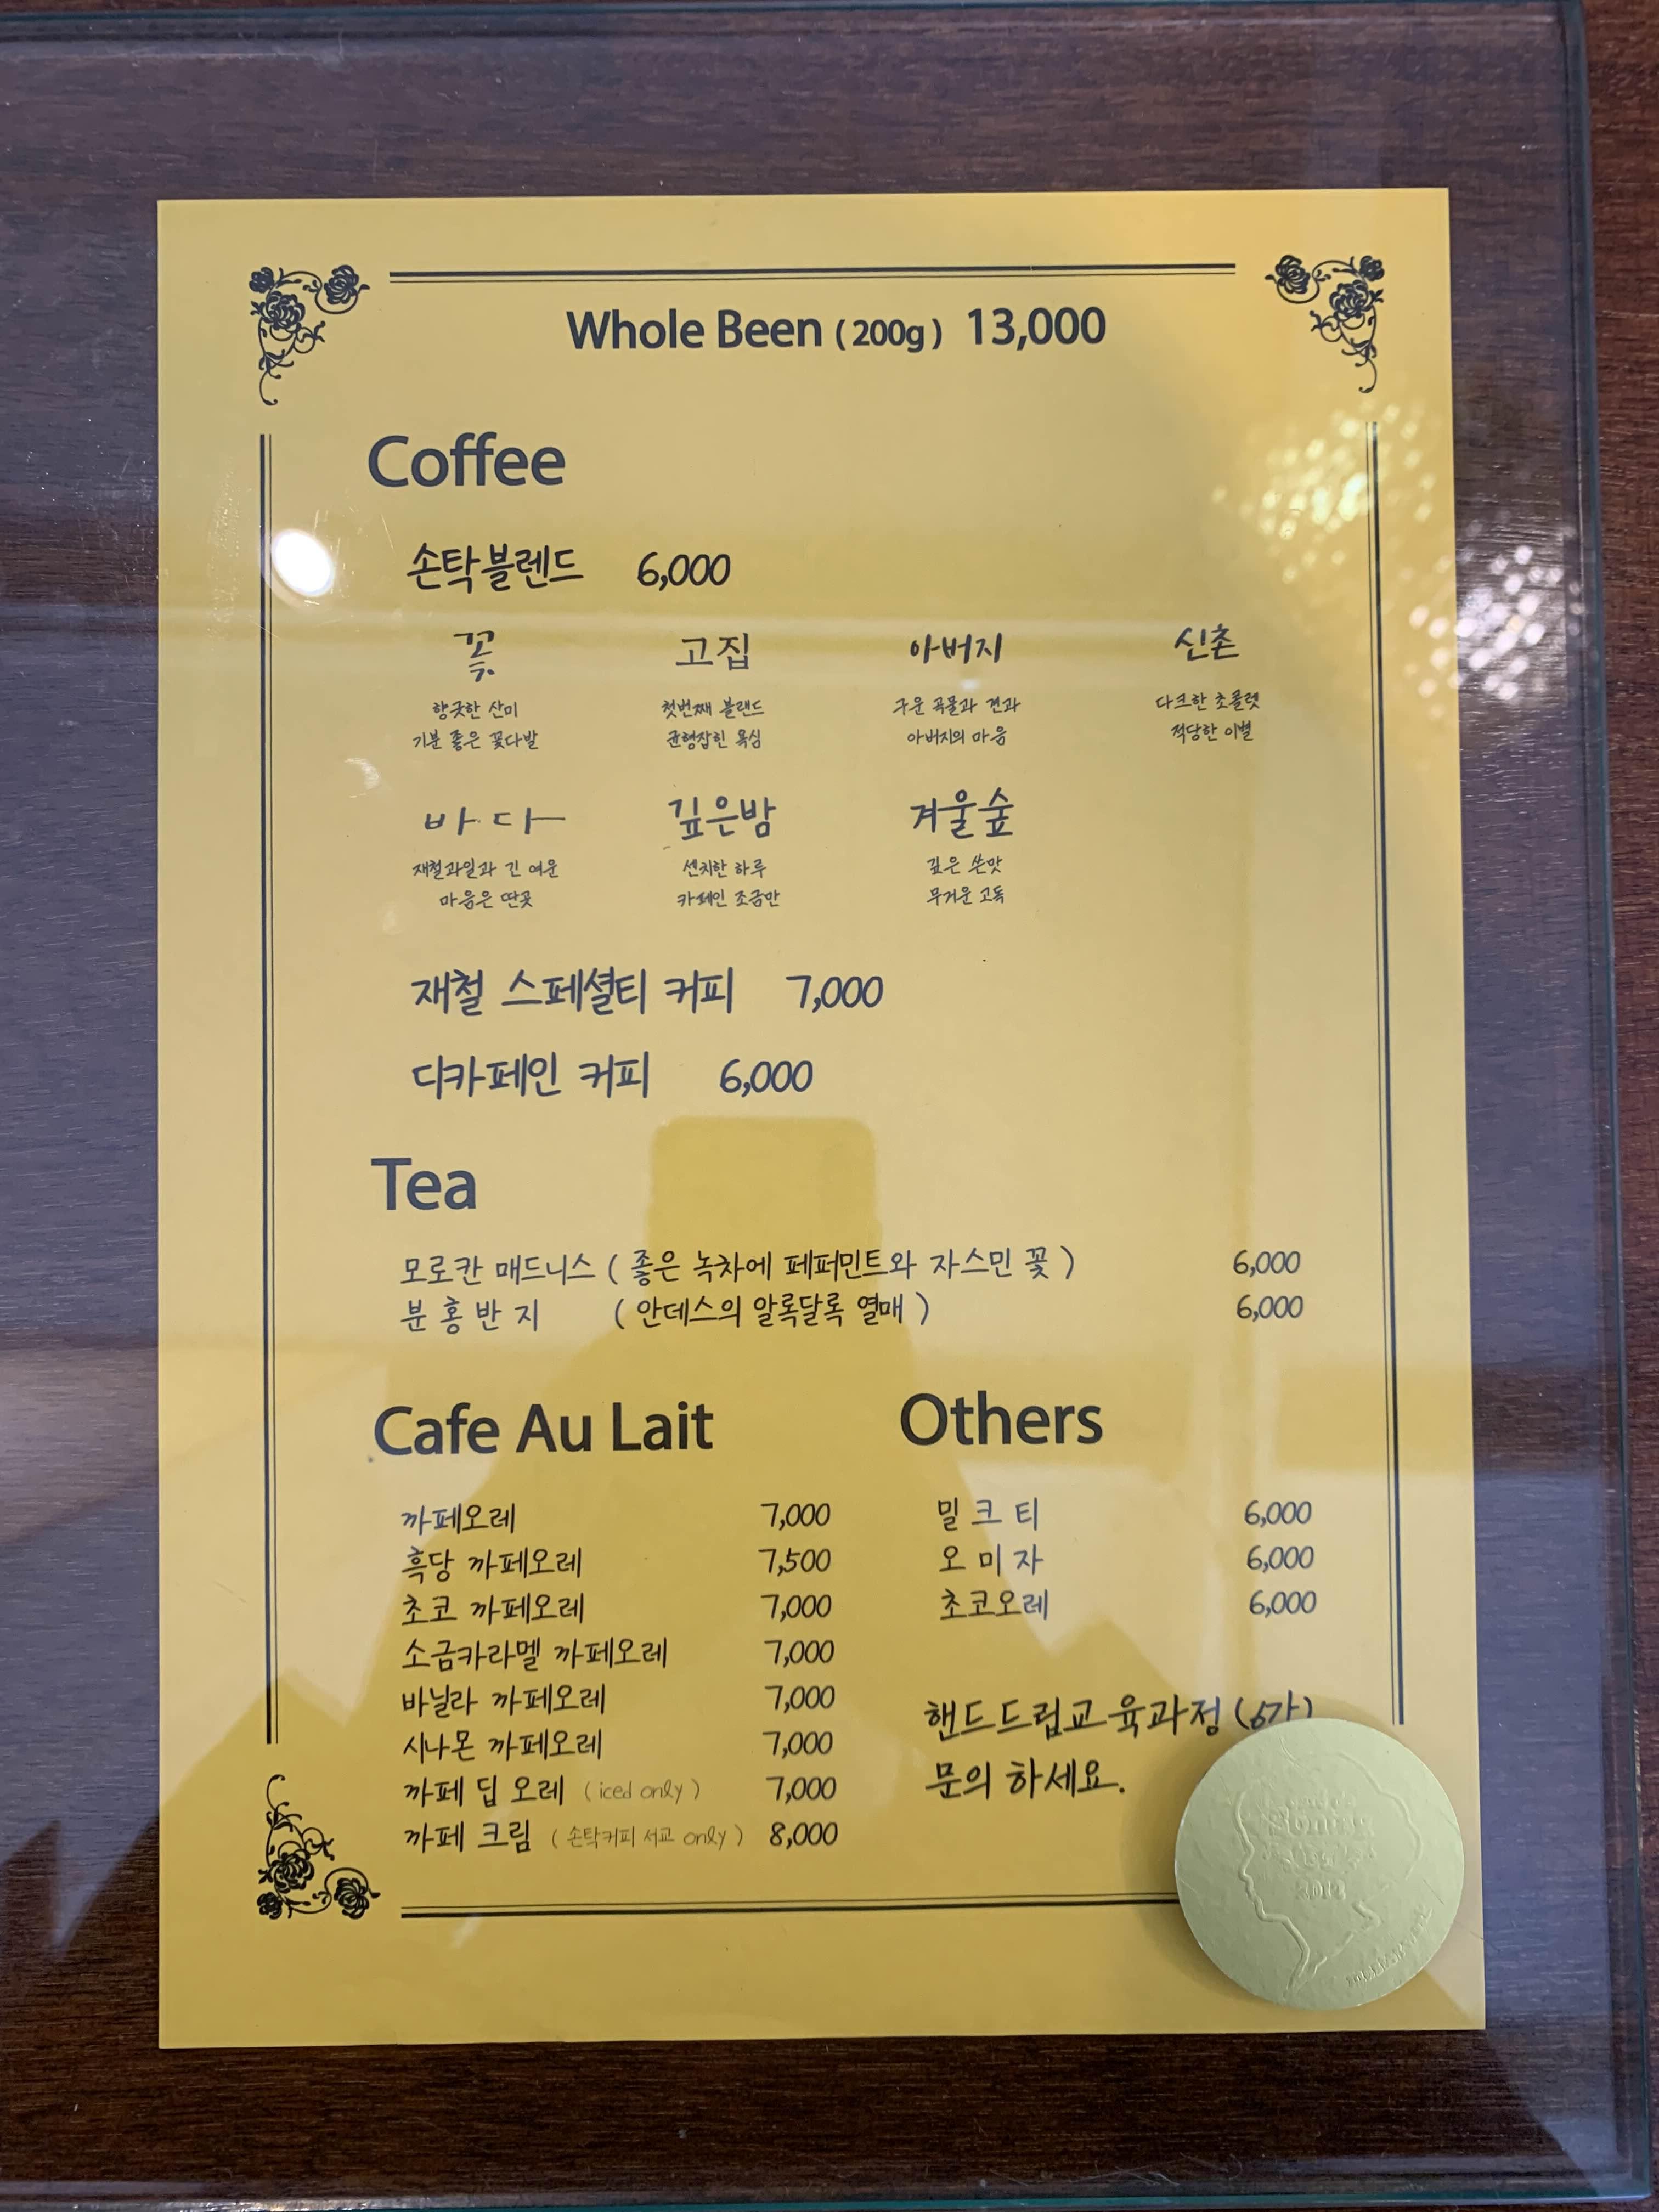 Whole Been (200g) 13,000
Coffee
손탁블렌드 6,000
꽃 고집 아버지 신촌
향긋한 산미 첫번째 블랜드 구운 곡물과 견과 다크한 초콜렛
기분 좋은 꽃다발 균형잡힌 욕심 아버지의 마음 적당한 이별
바다 깊은밤 겨울숲
재철과일과 긴 여운 센치한 하루 깊은 쓴맛
마음은 딴곳 카페인 조금만 무거운 고독
재철 스페셜티 커피 7,000
디카페인 커피 6,000
Tea
모로칸 매드니스 ( 좋은 녹차에 페퍼민트와 자스민 꽃 ) 6,000
분홍반지 ( 안데스의 알록달록 열매 ) 6,000
Cafe Au Lait
까페오레 7,000
흑당 까페오레 7,500
초코 까페오레 7,000
소금카라멜 까페오레 7,000
바닐라 까페오레 7,000
시나몬 까페오레 7,000
까페 딥 오레 ( iced only ) 7,000
까페 크림 ( 손탁커피 서교 only ) 8,000
Others
밀크티 6,000
오미자 6,000
초코오레 6,000
핸드드립교육과정
문의 하세요.